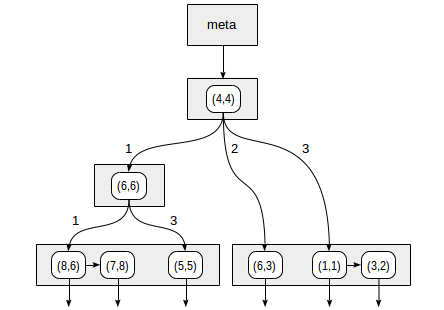 meta
(4,4)
1 2 3
(6,6)
1 3
(8,6) (7,8) (5,5) (6,3) (1,1) (3,2)